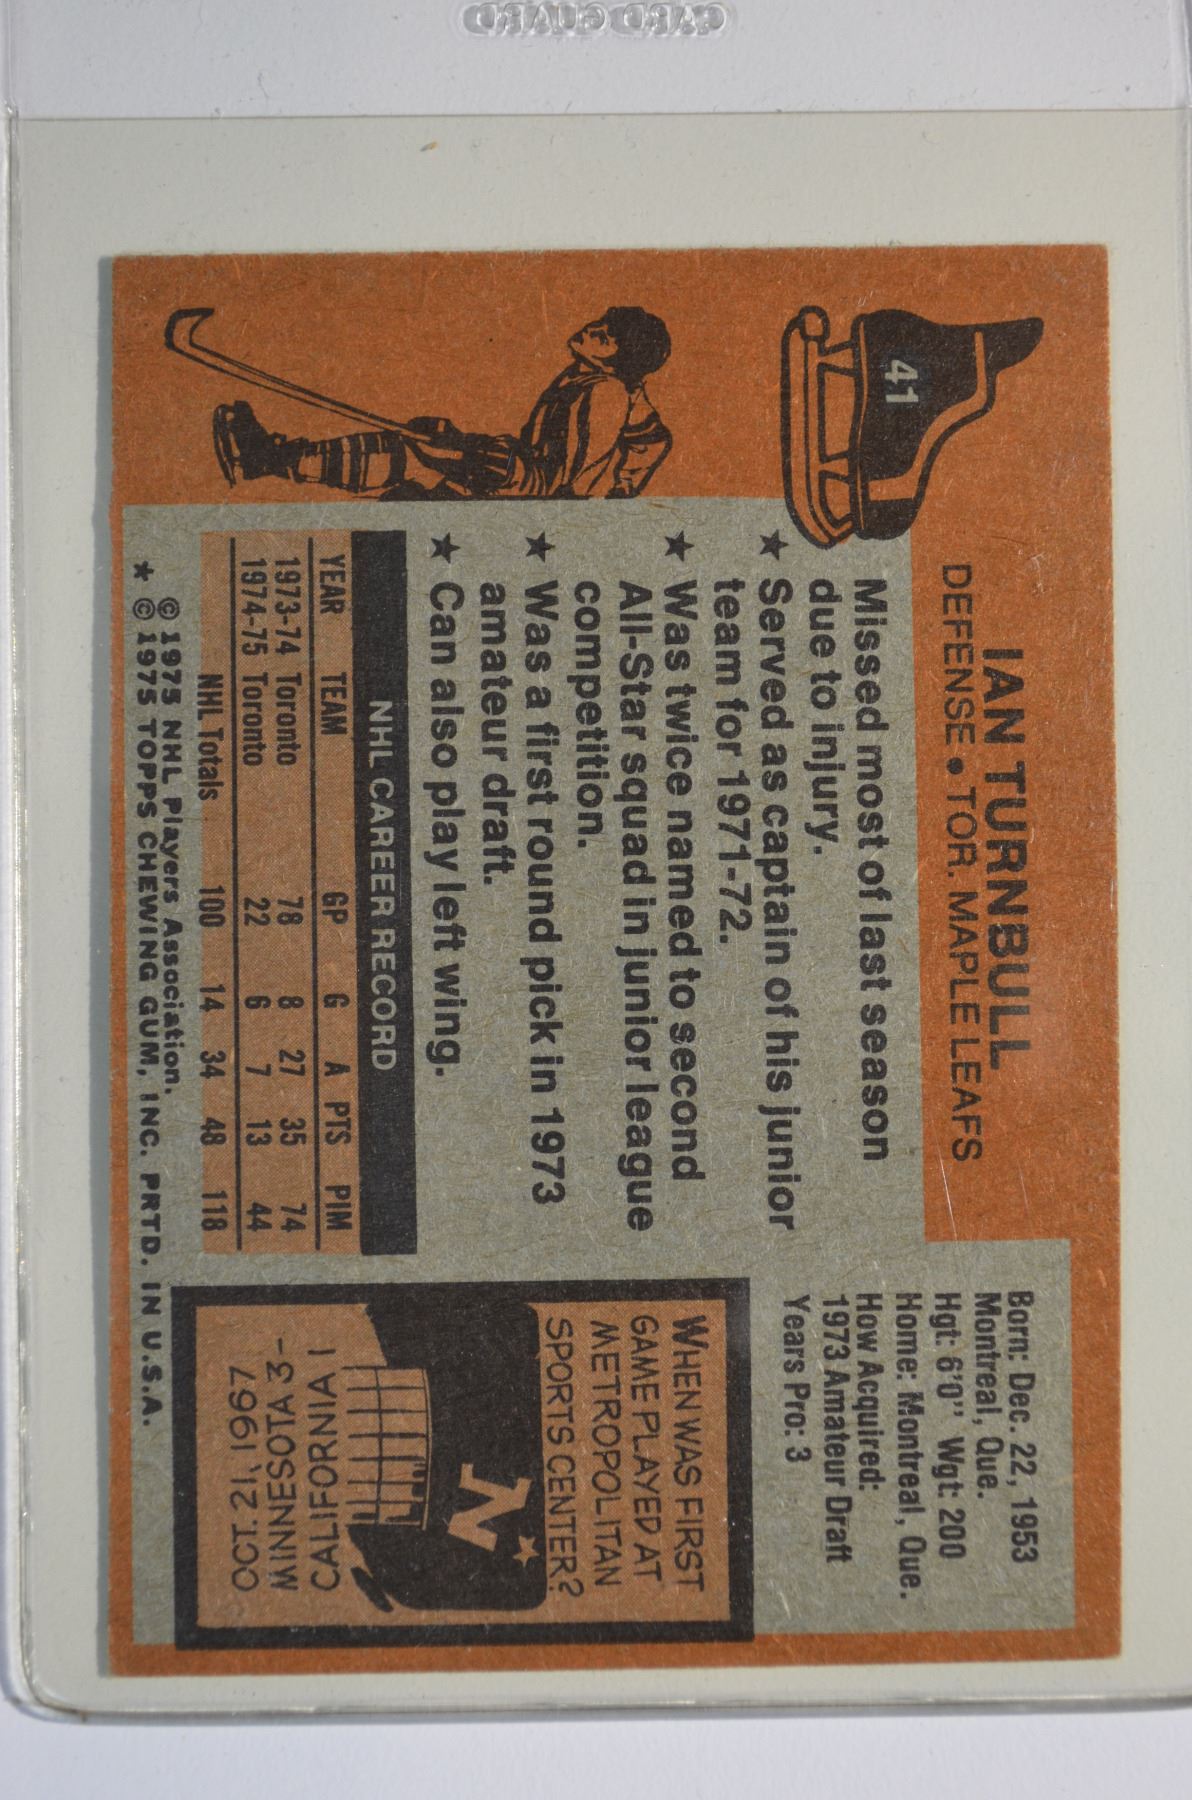 CARD GUARD
41
IAN TURNBULL
DEFENSE • TOR. MAPLE LEAFS
Missed most of last season
due to injury.
★ Served as captain of his junior
team for 1971-72.
★ Was twice named to second
All-Star squad in junior league
competition.
★ Was a first round pick in 1973
amateur draft.
★ Can also play left wing.
NHL CAREER RECORD
YEAR TEAM GP G A PTS PIM
1973-74 Toronto 78 8 27 35 74
1974-75 Toronto 22 6 7 13 44
NHL Totals 100 14 34 48 118
© 1975 NHL Players Association.
★ © 1975 TOPPS CHEWING GUM, INC. PRTD. IN U.S.A.
Born: Dec. 22, 1953
Montreal, Que.
Hgt: 6'0" Wgt: 200
Home: Montreal, Que.
How Acquired:
1973 Amateur Draft
Years Pro: 3
WHEN WAS FIRST
GAME PLAYED AT
METROPOLITAN
SPORTS CENTER?
N
MINNESOTA 3-
CALIFORNIA 1
OCT. 21, 1967